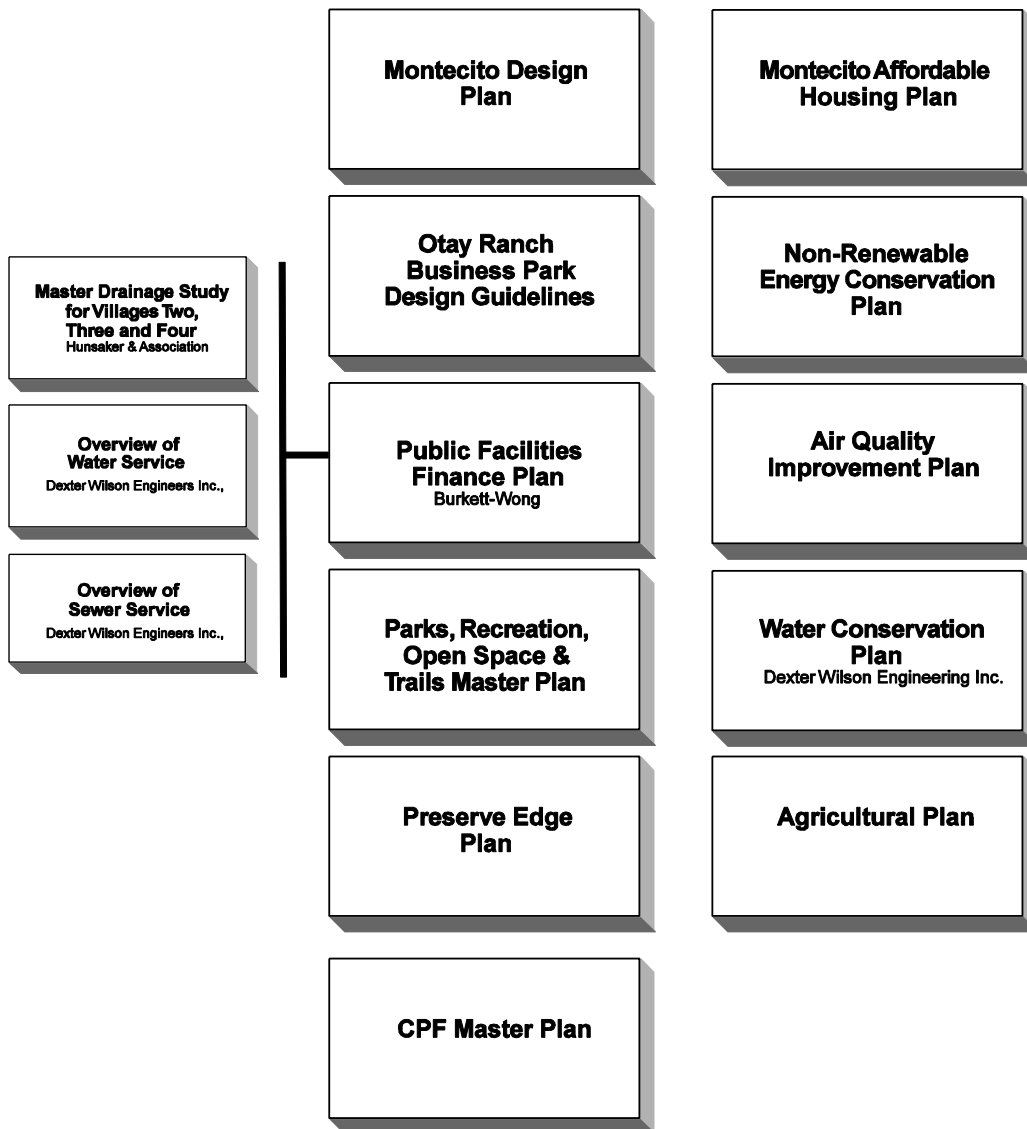 Montecito Design
Plan
Montecito Affordable
Housing Plan
Otay Ranch
Business Park
Design Guidelines
Non-Renewable
Energy Conservation
Plan
Master Drainage Study
for Villages Two,
Three and Four
Hunsaker & Association
Overview of
Water Service
Dexter Wilson Engineers Inc.,
Overview of
Sewer Service
Dexter Wilson Engineers Inc.,
Public Facilities
Finance Plan
Burkett-Wong
Air Quality
Improvement Plan
Parks, Recreation,
Open Space &
Trails Master Plan
Water Conservation
Plan
Dexter Wilson Engineering Inc.
Preserve Edge
Plan
Agricultural Plan
CPF Master Plan